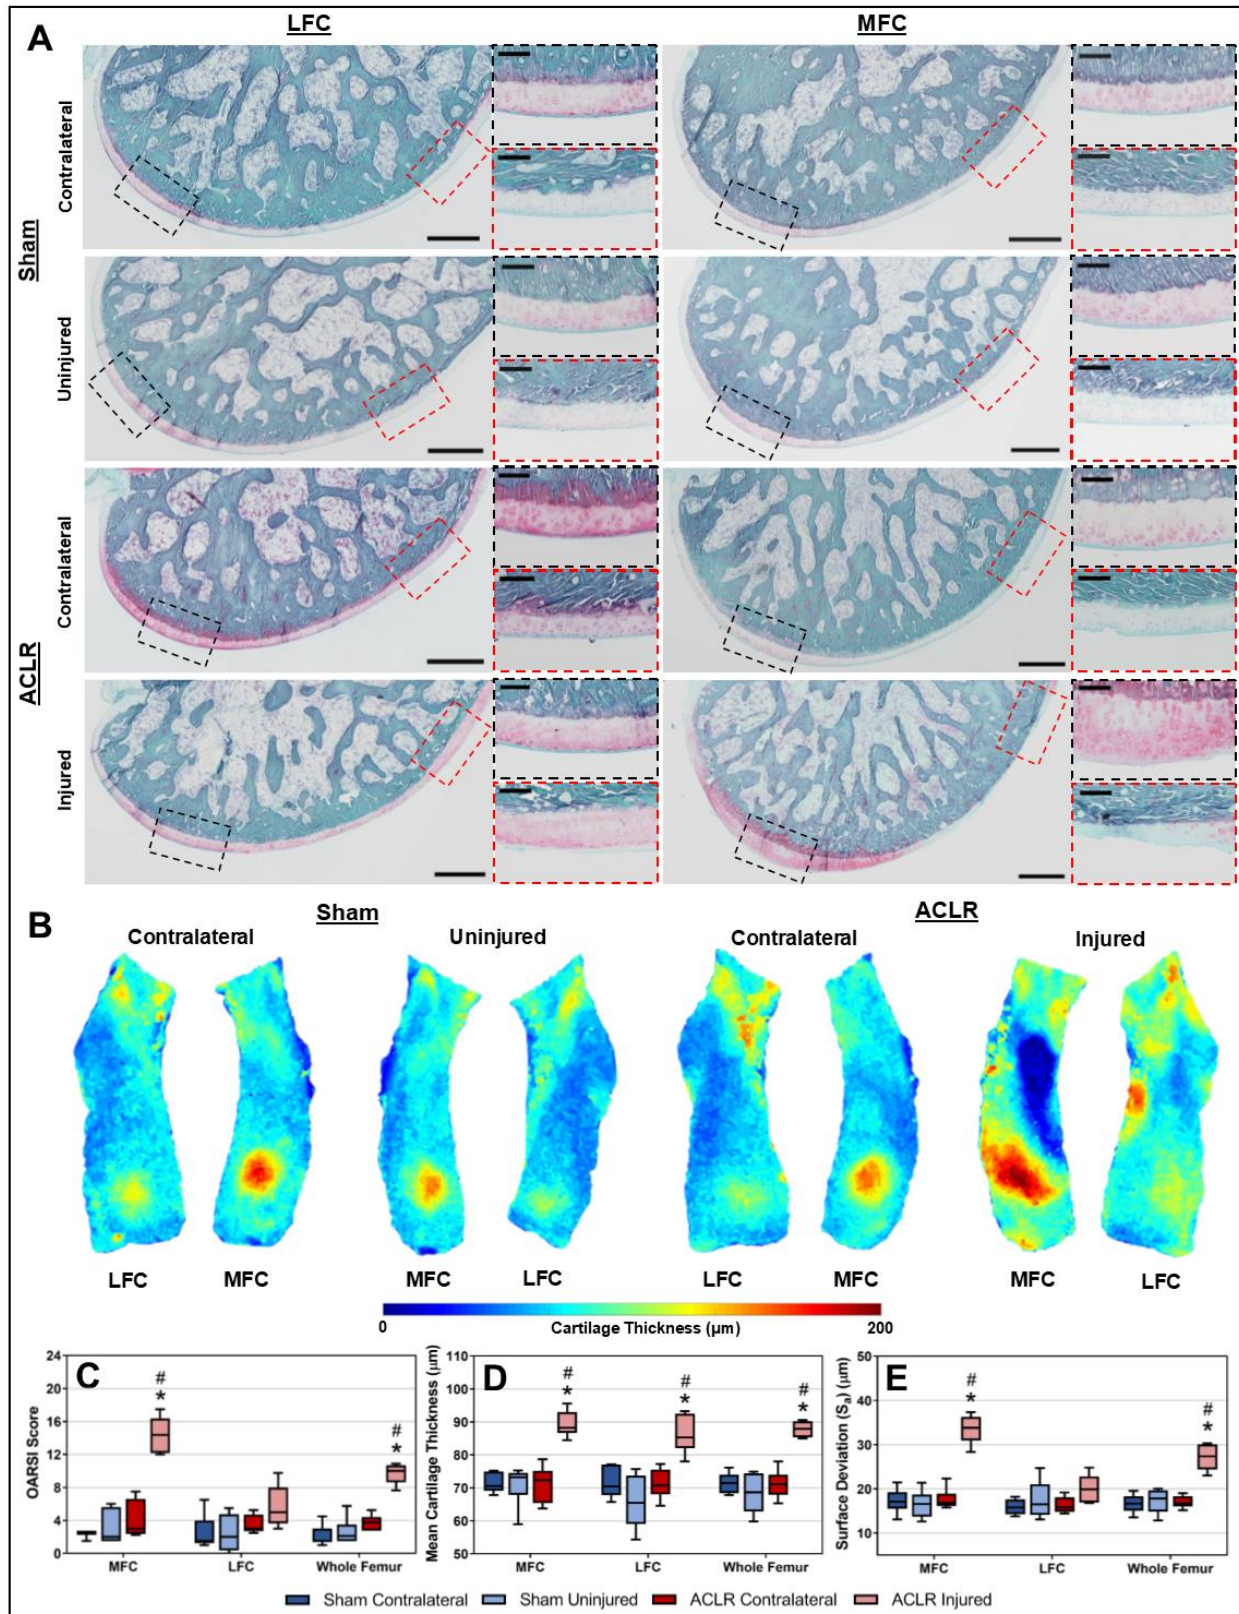 A
LFC
MFC
Sham
Contralateral
Uninjured
ACLR
Contralateral
Injured
B
Sham
ACLR
Contralateral
Uninjured
Contralateral
Injured
LFC
MFC
MFC
LFC
LFC
MFC
MFC
LFC
0
Cartilage Thickness (μm)
200
C
OARSI Score
24
20
16
12
8
4
0
#
*
#
*
MFC
LFC
Whole Femur
D
Mean Cartilage Thickness (μm)
110
100
90
80
70
60
50
#
*
#
*
#
*
MFC
LFC
Whole Femur
E
Surface Deviation (Sa) (μm)
50
40
30
20
10
#
*
#
*
MFC
LFC
Whole Femur
Sham Contralateral
Sham Uninjured
ACLR Contralateral
ACLR Injured